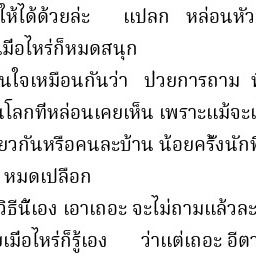 ให้ได้ด้วยล่ะ แปลก หล่อนหัว
เมื่อไหร่ก็หมดสนุก
นใจเหมือนกันว่า ป่วยการถาม
นโลกที่หล่อนเคยเห็น เพราะแม้จะเ
ยวกันหรือคนละบ้าน น้อยครั้งนักที่
หมดเปลือก
วิธีนี้เอง เอาเถอะ จะไม่ถามแล้วละ
เมื่อไหร่ก็รู้เอง ว่าแต่เถอะ อีตา